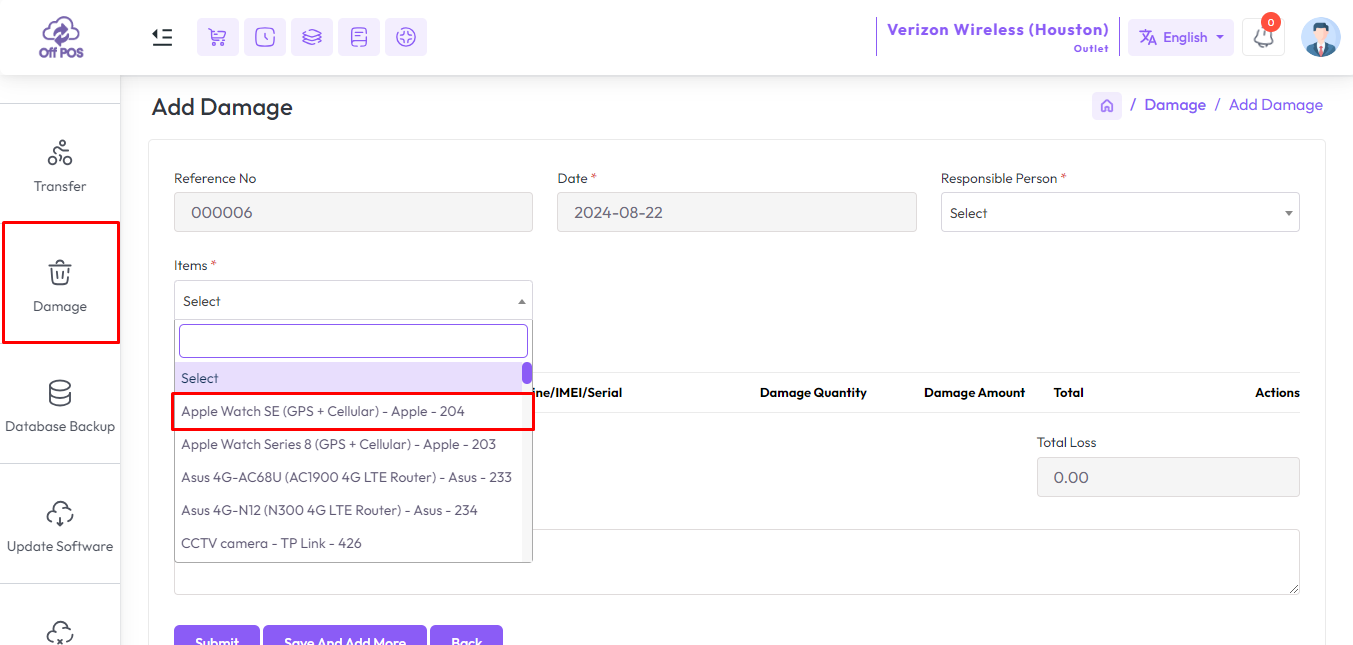 Off POS
Verizon Wireless (Houston)
Outlet
English
0
Add Damage
/ Damage / Add Damage
Transfer
Damage
Database Backup
Update Software
Reference No
000006
Date *
2024-08-22
Responsible Person *
Select
Items *
Select
Select
Apple Watch SE (GPS + Cellular) - Apple - 204
Apple Watch Series 8 (GPS + Cellular) - Apple - 203
Asus 4G-AC68U (AC1900 4G LTE Router) - Asus - 233
Asus 4G-N12 (N300 4G LTE Router) - Asus - 234
CCTV camera - TP Link - 426
ine/IMEI/Serial Damage Quantity Damage Amount Total Actions
Total Loss
0.00
Submit Save And Add More Back